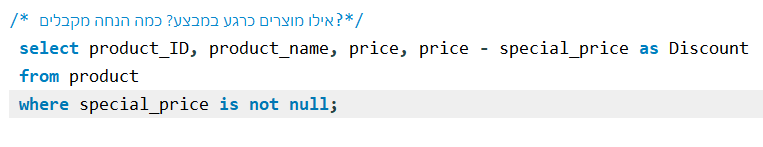 /* אילו מוצרים כרגע במבצע? כמה הנחה מקבלים?*/
select product_ID, product_name, price, price - special_price as Discount
from product
where special_price is not null;